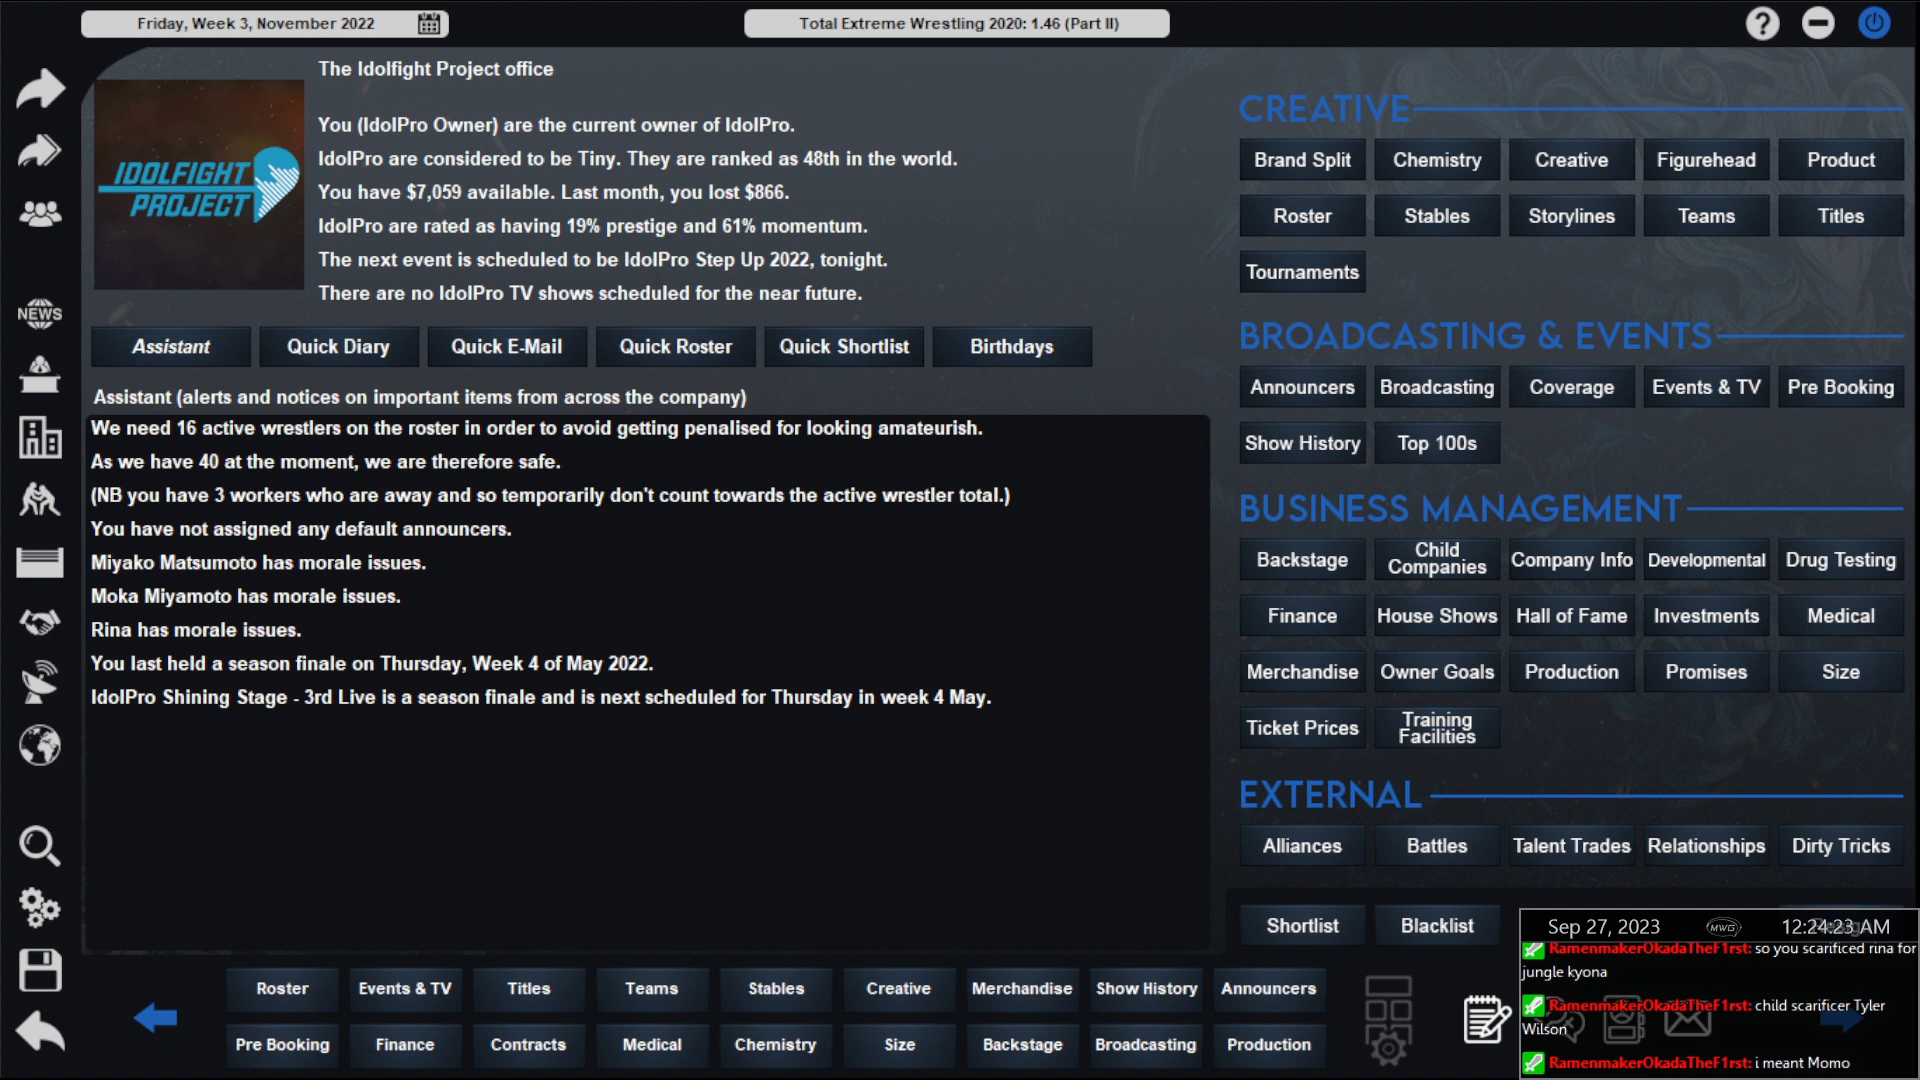 Friday, Week 3, November 2022
Total Extreme Wrestling 2020: 1.46 (Part II)
?
NEWS
IDOLFIGHT
PROJECT
The Idolfight Project office
You (IdolPro Owner) are the current owner of IdolPro.
IdolPro are considered to be Tiny. They are ranked as 48th in the world.
You have $7,059 available. Last month, you lost $866.
IdolPro are rated as having 19% prestige and 61% momentum.
The next event is scheduled to be IdolPro Step Up 2022, tonight.
There are no IdolPro TV shows scheduled for the near future.
Assistant Quick Diary Quick E-Mail Quick Roster Quick Shortlist Birthdays
Assistant (alerts and notices on important items from across the company)
We need 16 active wrestlers on the roster in order to avoid getting penalised for looking amateurish.
As we have 40 at the moment, we are therefore safe.
(NB you have 3 workers who are away and so temporarily don't count towards the active wrestler total.)
You have not assigned any default announcers.
Miyako Matsumoto has morale issues.
Moka Miyamoto has morale issues.
Rina has morale issues.
You last held a season finale on Thursday, Week 4 of May 2022.
IdolPro Shining Stage - 3rd Live is a season finale and is next scheduled for Thursday in week 4 May.
CREATIVE
Brand Split Chemistry Creative Figurehead Product
Roster Stables Storylines Teams Titles
Tournaments
BROADCASTING & EVENTS
Announcers Broadcasting Coverage Events & TV Pre Booking
Show History Top 100s
BUSINESS MANAGEMENT
Backstage Child Companies Company Info Developmental Drug Testing
Finance House Shows Hall of Fame Investments Medical
Merchandise Owner Goals Production Promises Size
Ticket Prices Training Facilities
EXTERNAL
Alliances Battles Talent Trades Relationships Dirty Tricks
Shortlist Blacklist
Roster Events & TV Titles Teams Stables Creative Merchandise Show History Announcers
Pre Booking Finance Contracts Medical Chemistry Size Backstage Broadcasting Production
Sep 27, 2023 MWG 12:24:23 AM
RamenmakerOkadaTheF1rst: so you scarificed rina for
jungle kyona
RamenmakerOkadaTheF1rst: child scarificer Tyler
Wilson
RamenmakerOkadaTheF1rst: i meant Momo